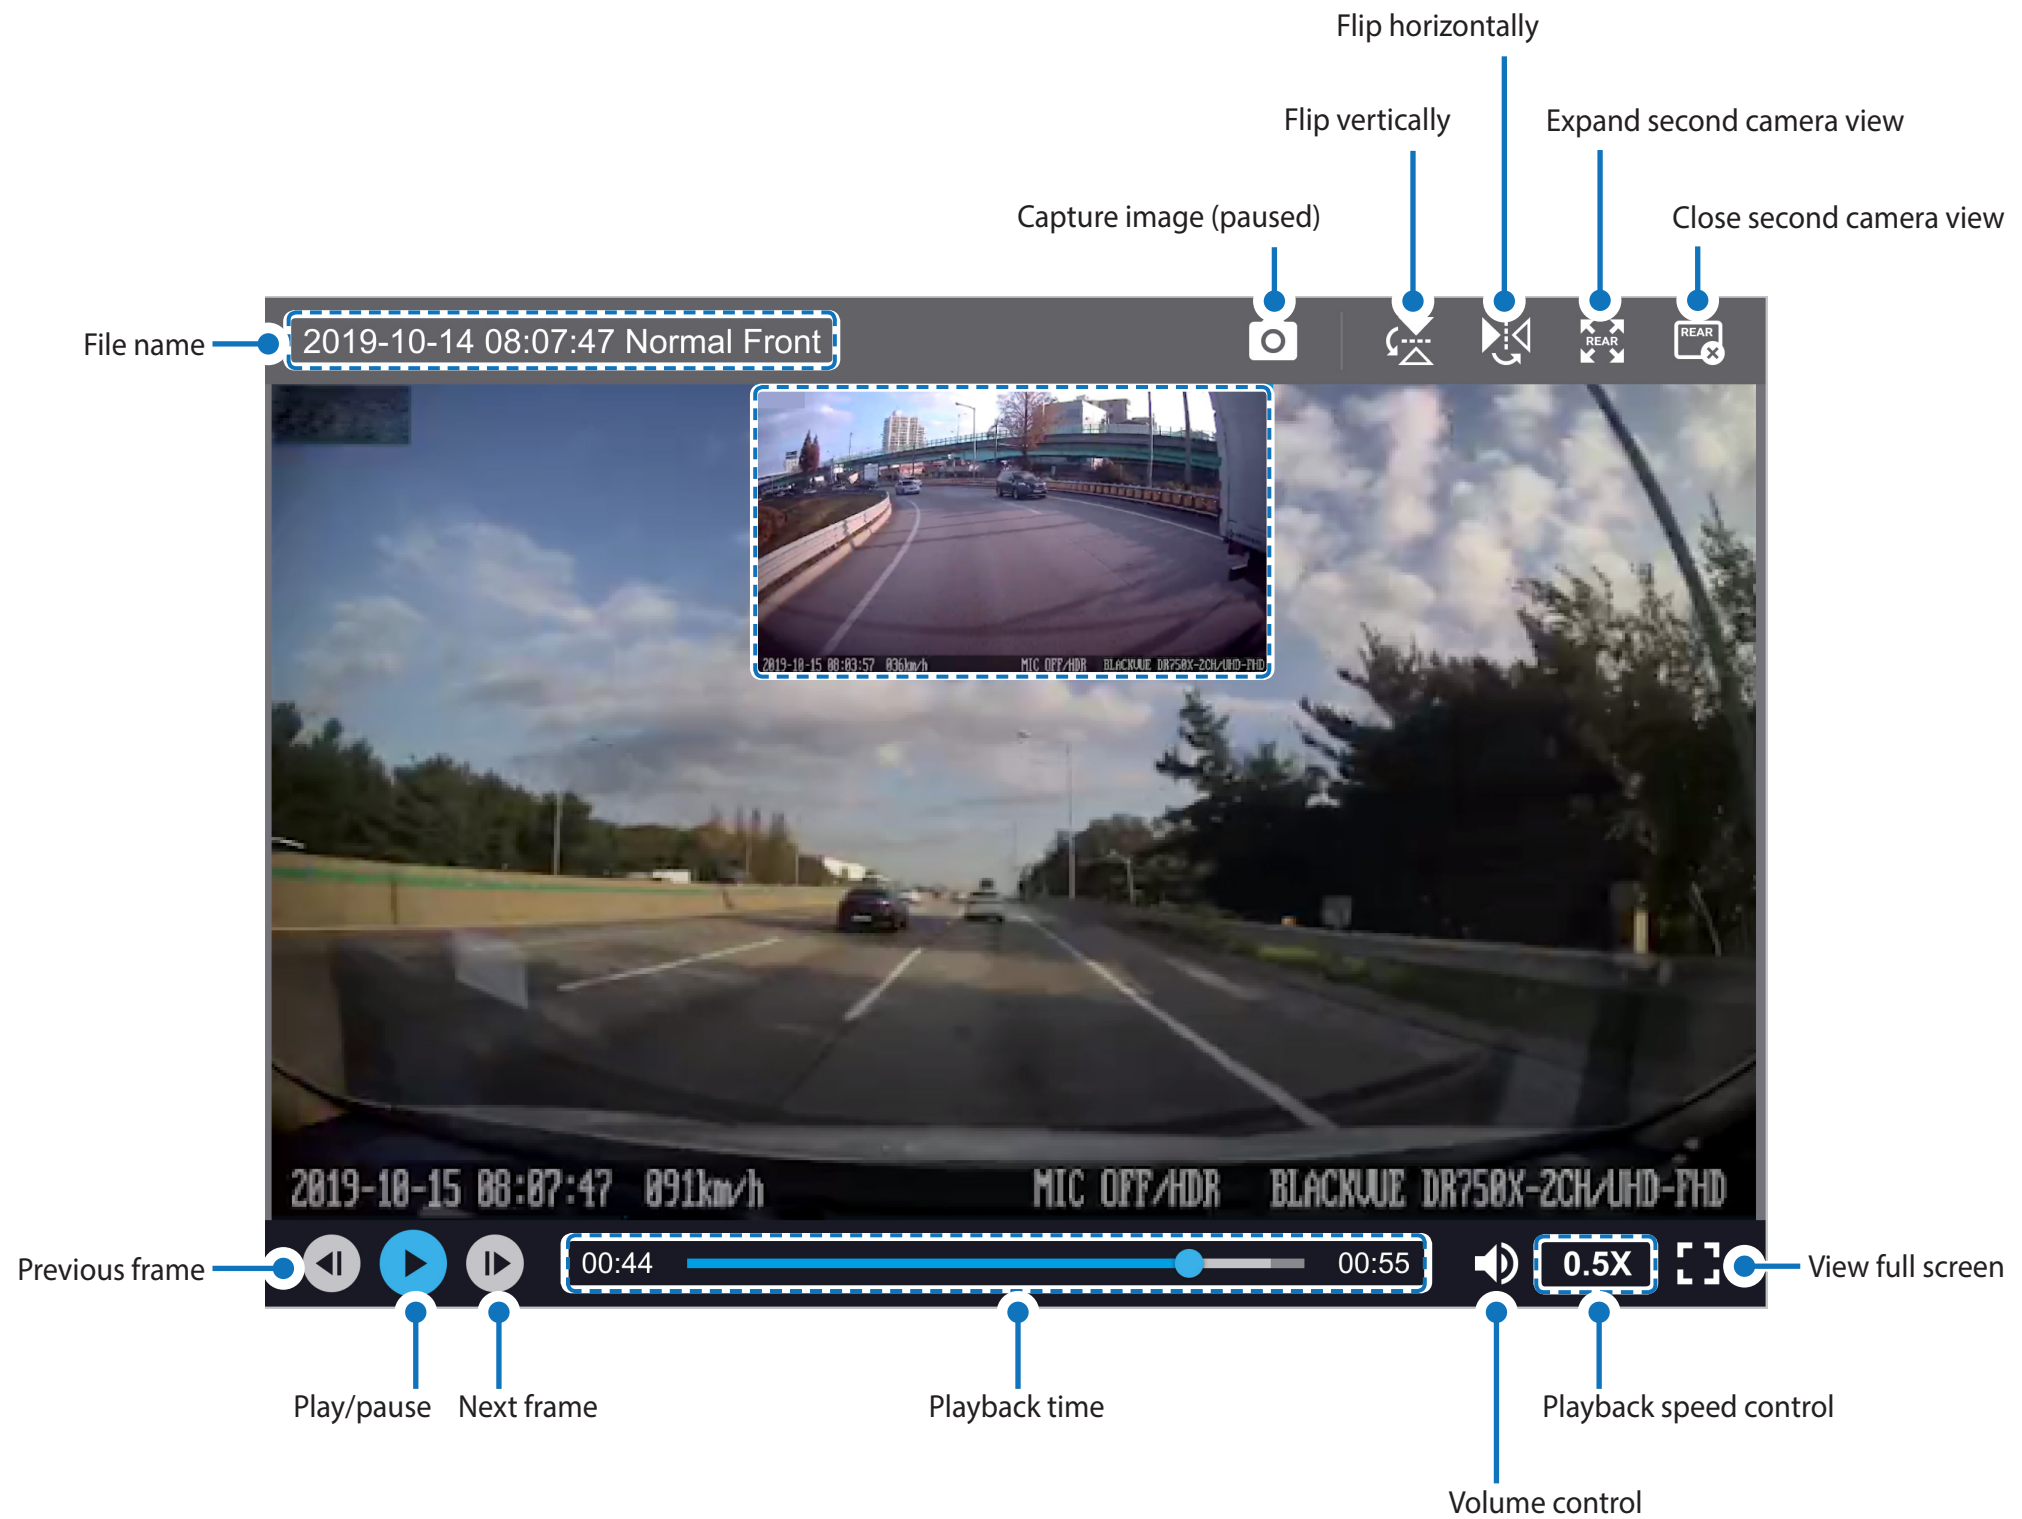 Flip horizontally
Flip vertically
Expand second camera view
Capture image (paused)
Close second camera view
File name
2019-10-14 08:07:47 Normal Front
REAR
REAR
2019-10-15 08:03:57 036km/h MIC OFF/HDR BLACKVUE DR750X-2CH/UHD-FHD
2019-10-15 08:07:47 091km/h MIC OFF/HDR BLACKVUE DR750X-2CH/UHD-FHD
Previous frame
00:44
00:55
0.5X
View full screen
Play/pause
Next frame
Playback time
Playback speed control
Volume control